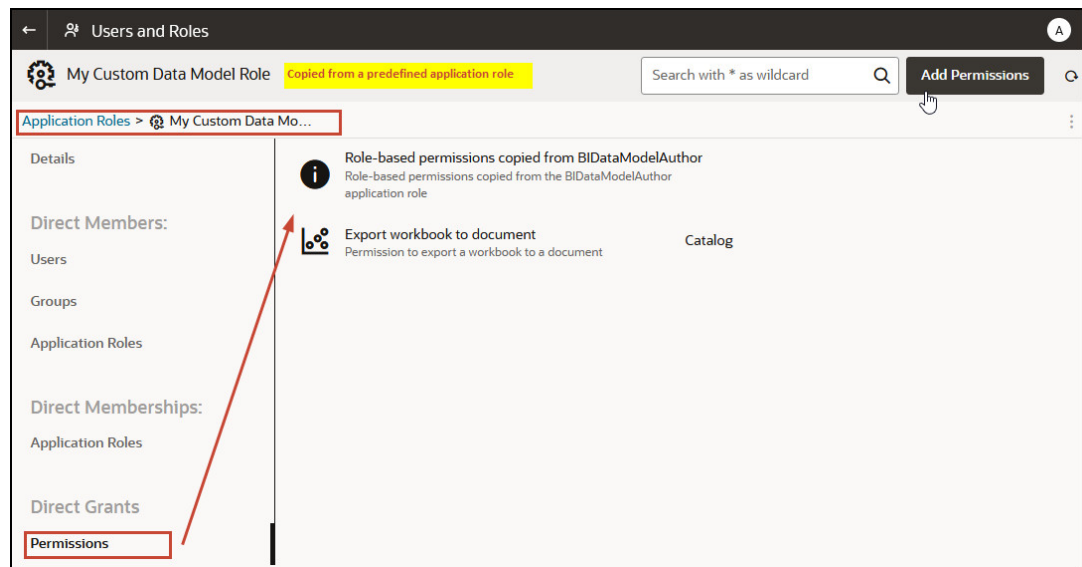 ← Users and Roles A
My Custom Data Model Role Copied from a predefined application role Search with * as wildcard Add Permissions
Application Roles > My Custom Data Mo...
Details
Role-based permissions copied from BIDataModelAuthor
Role-based permissions copied from the BIDataModelAuthor
application role
Direct Members:
Export workbook to document
Catalog
Permission to export a workbook to a document
Users
Groups
Application Roles
Direct Memberships:
Application Roles
Direct Grants
Permissions